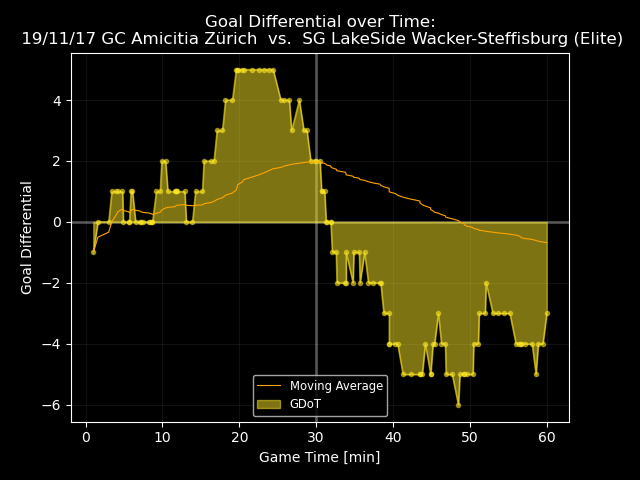 Goal Differential over Time:
19/11/17 GC Amicitia Zürich  vs.  SG LakeSide Wacker-Steffisburg (Elite)
Goal Differential
4
2
0
−2
−4
−6
Moving Average
GDoT
0 10 20 30 40 50 60
Game Time [min]